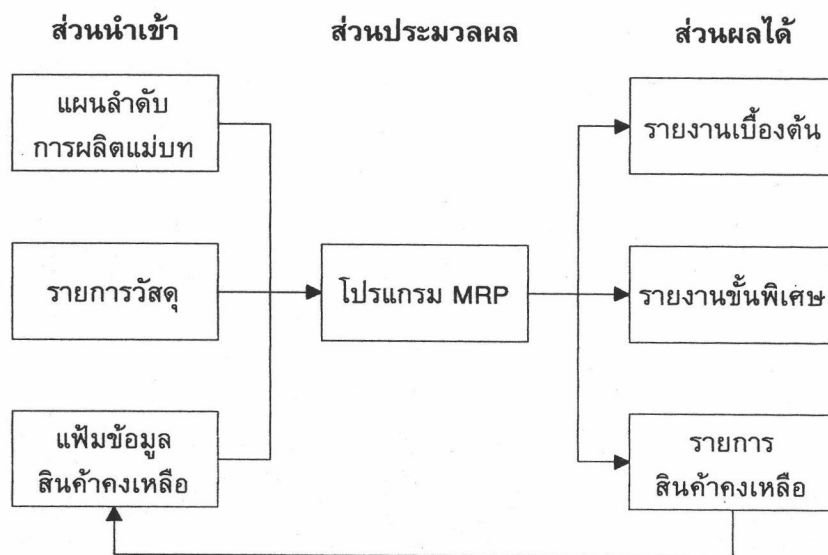 ส่วนนำเข้า
ส่วนประมวลผล
ส่วนผลได้
แผนลำดับ
การผลิตแม่บท
รายงานเบื้องต้น
รายการวัสดุ
โปรแกรม MRP
รายงานขั้นพิเศษ
แฟ้มข้อมูล
สินค้าคงเหลือ
รายการ
สินค้าคงเหลือ